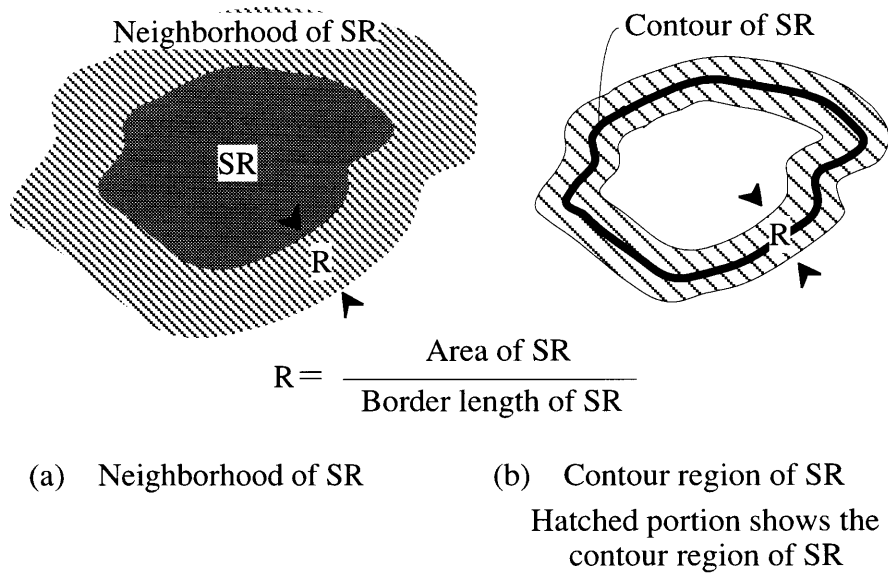 Neighborhood of SR
Contour of SR
SR
R
R
R = Area of SR
Border length of SR
(a) Neighborhood of SR
(b) Contour region of SR
Hatched portion shows the
contour region of SR